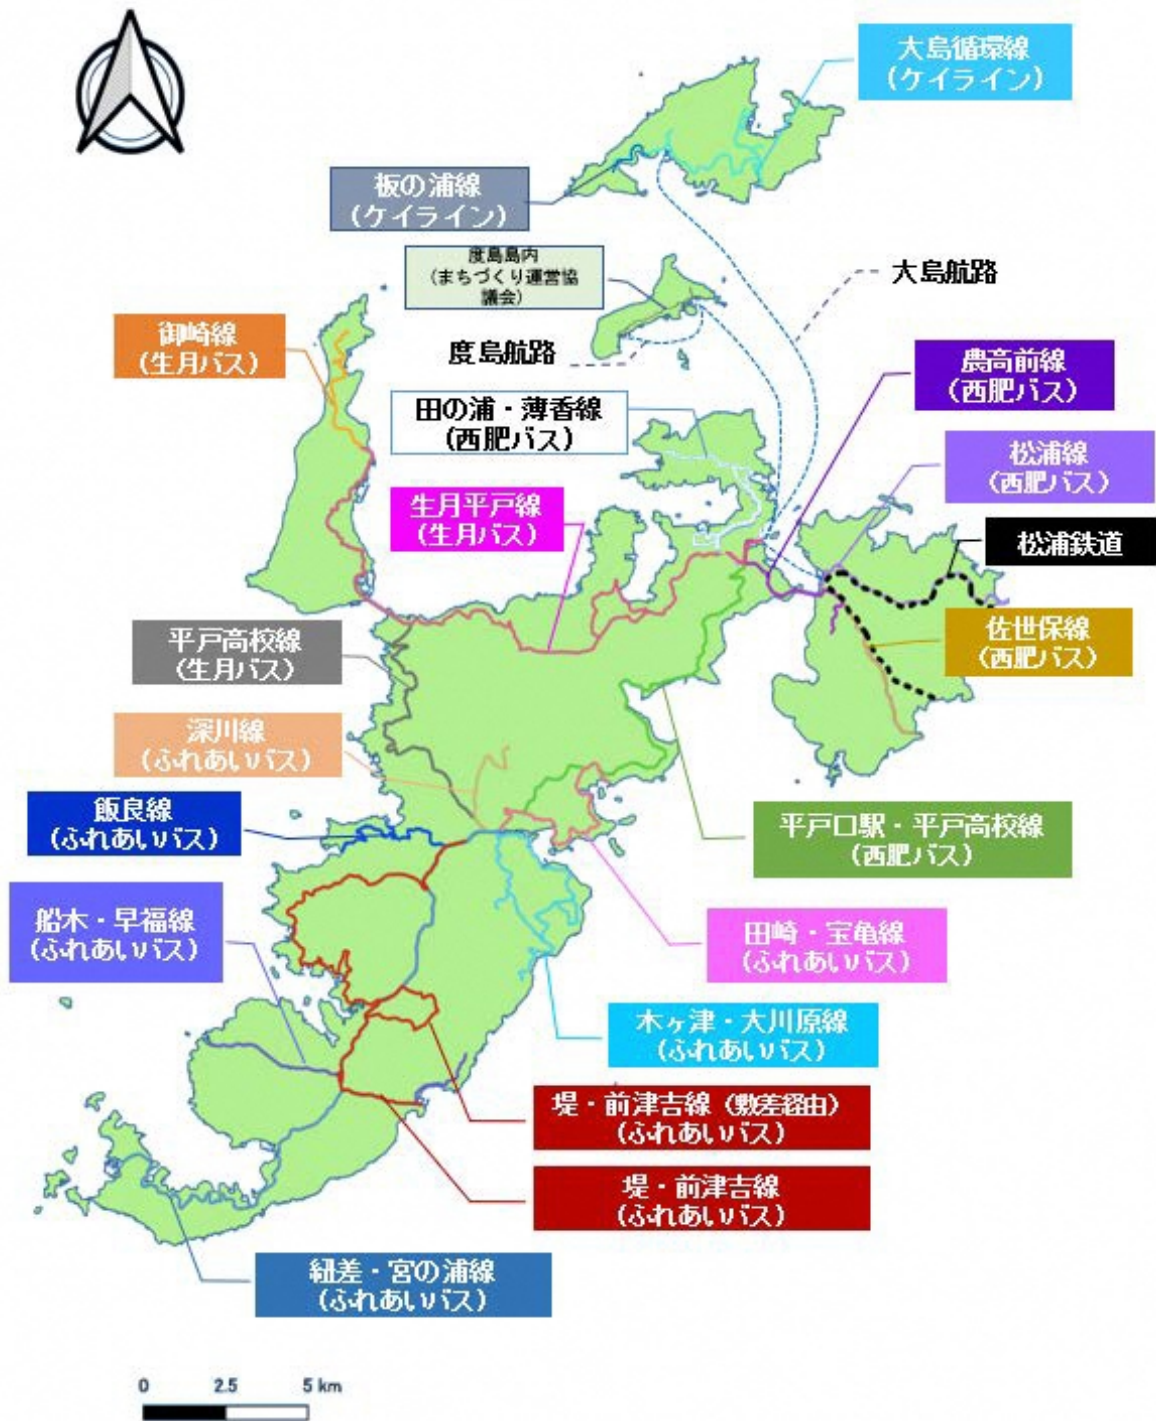 大島循環線
(ケイライン)
板の浦線
(ケイライン)
度島島内
(まちづくり運営協
議会)
大島航路
御崎線
(生月バス)
度島航路
農高前線
(西肥バス)
田の浦・薄香線
(西肥バス)
松浦線
(西肥バス)
生月平戸線
(生月バス)
松浦鉄道
平戸高校線
(生月バス)
佐世保線
(西肥バス)
深川線
(ふれあいバス)
飯良線
(ふれあいバス)
平戸口駅・平戸高校線
(西肥バス)
船木・早福線
(ふれあいバス)
田崎・宝亀線
(ふれあいバス)
木ヶ津・大川原線
(ふれあいバス)
堤・前津吉線(敷差経由)
(ふれあいバス)
堤・前津吉線
(ふれあいバス)
紐差・宮の浦線
(ふれあいバス)
0 2.5 5 km